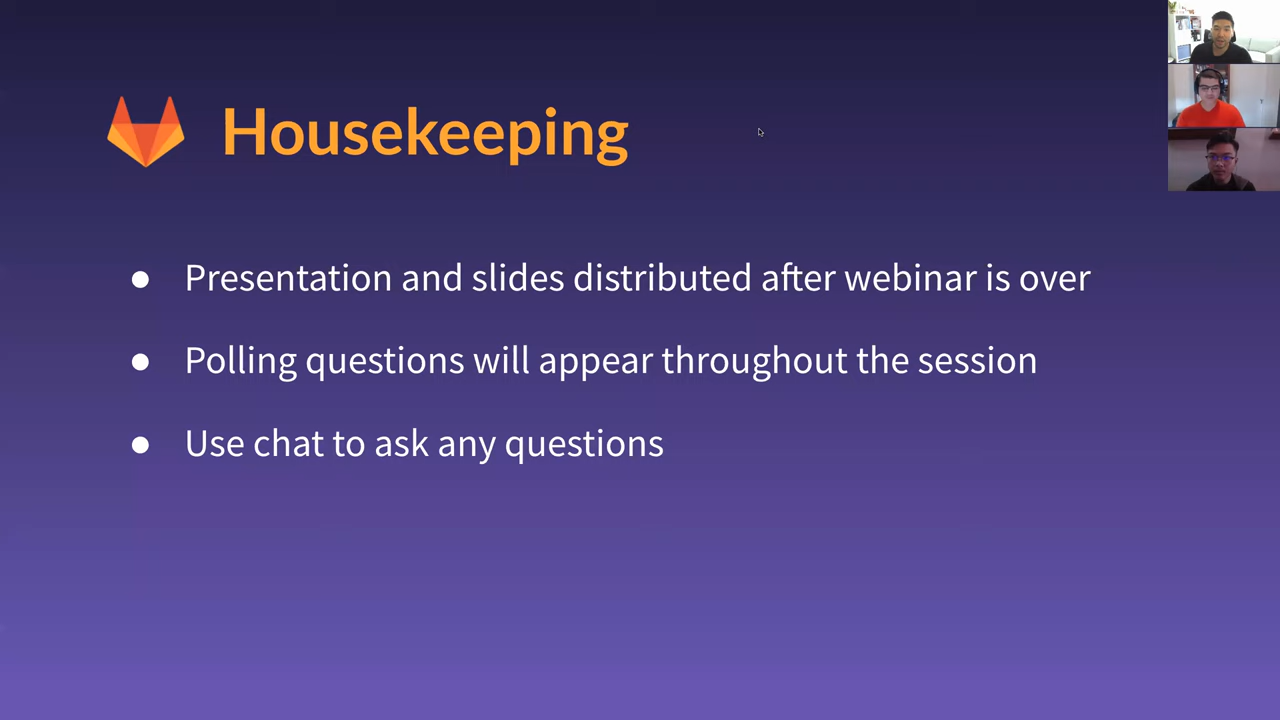 Housekeeping
● Presentation and slides distributed after webinar is over
● Polling questions will appear throughout the session
● Use chat to ask any questions